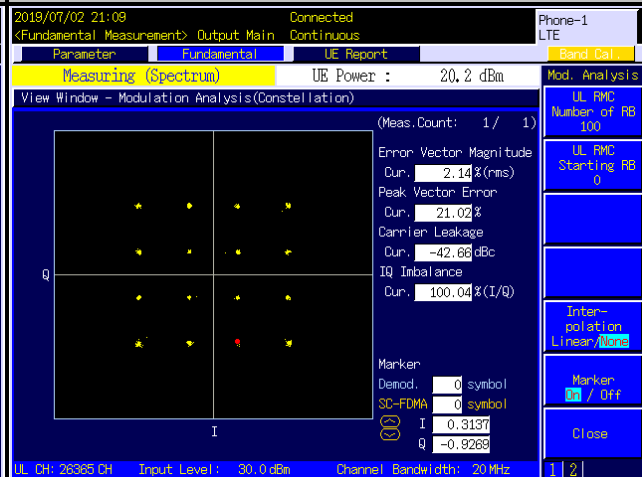 2019/07/02 21:09 Connected Phone-1
<Fundamental Measurement> Output Main Continuous LTE
Parameter Fundamental UE Report Band Cal.
Measuring (Spectrum) UE Power : 20.2 dBm Mod. Analysis
View Window - Modulation Analysis(Constellation)
UL RMC
Number of RB
100
(Meas.Count: 1/ 1)
UL RMC
Starting RB
0
Error Vector Magnitude
Cur. 2.14 %(rms)
Peak Vector Error
Cur. 21.02 %
Carrier Leakage
Cur. -42.66 dBc
IQ Imbalance
Cur. 100.04 %(I/Q)
Q
I
Inter-
polation
Linear/None
Marker
Demod. 0 symbol
SC-FDMA 0 symbol
I 0.3137
Q -0.9269
Marker
On / Off
Close
UL CH: 26365 CH Input Level: 30.0 dBm Channel Bandwidth: 20 MHz 1 2